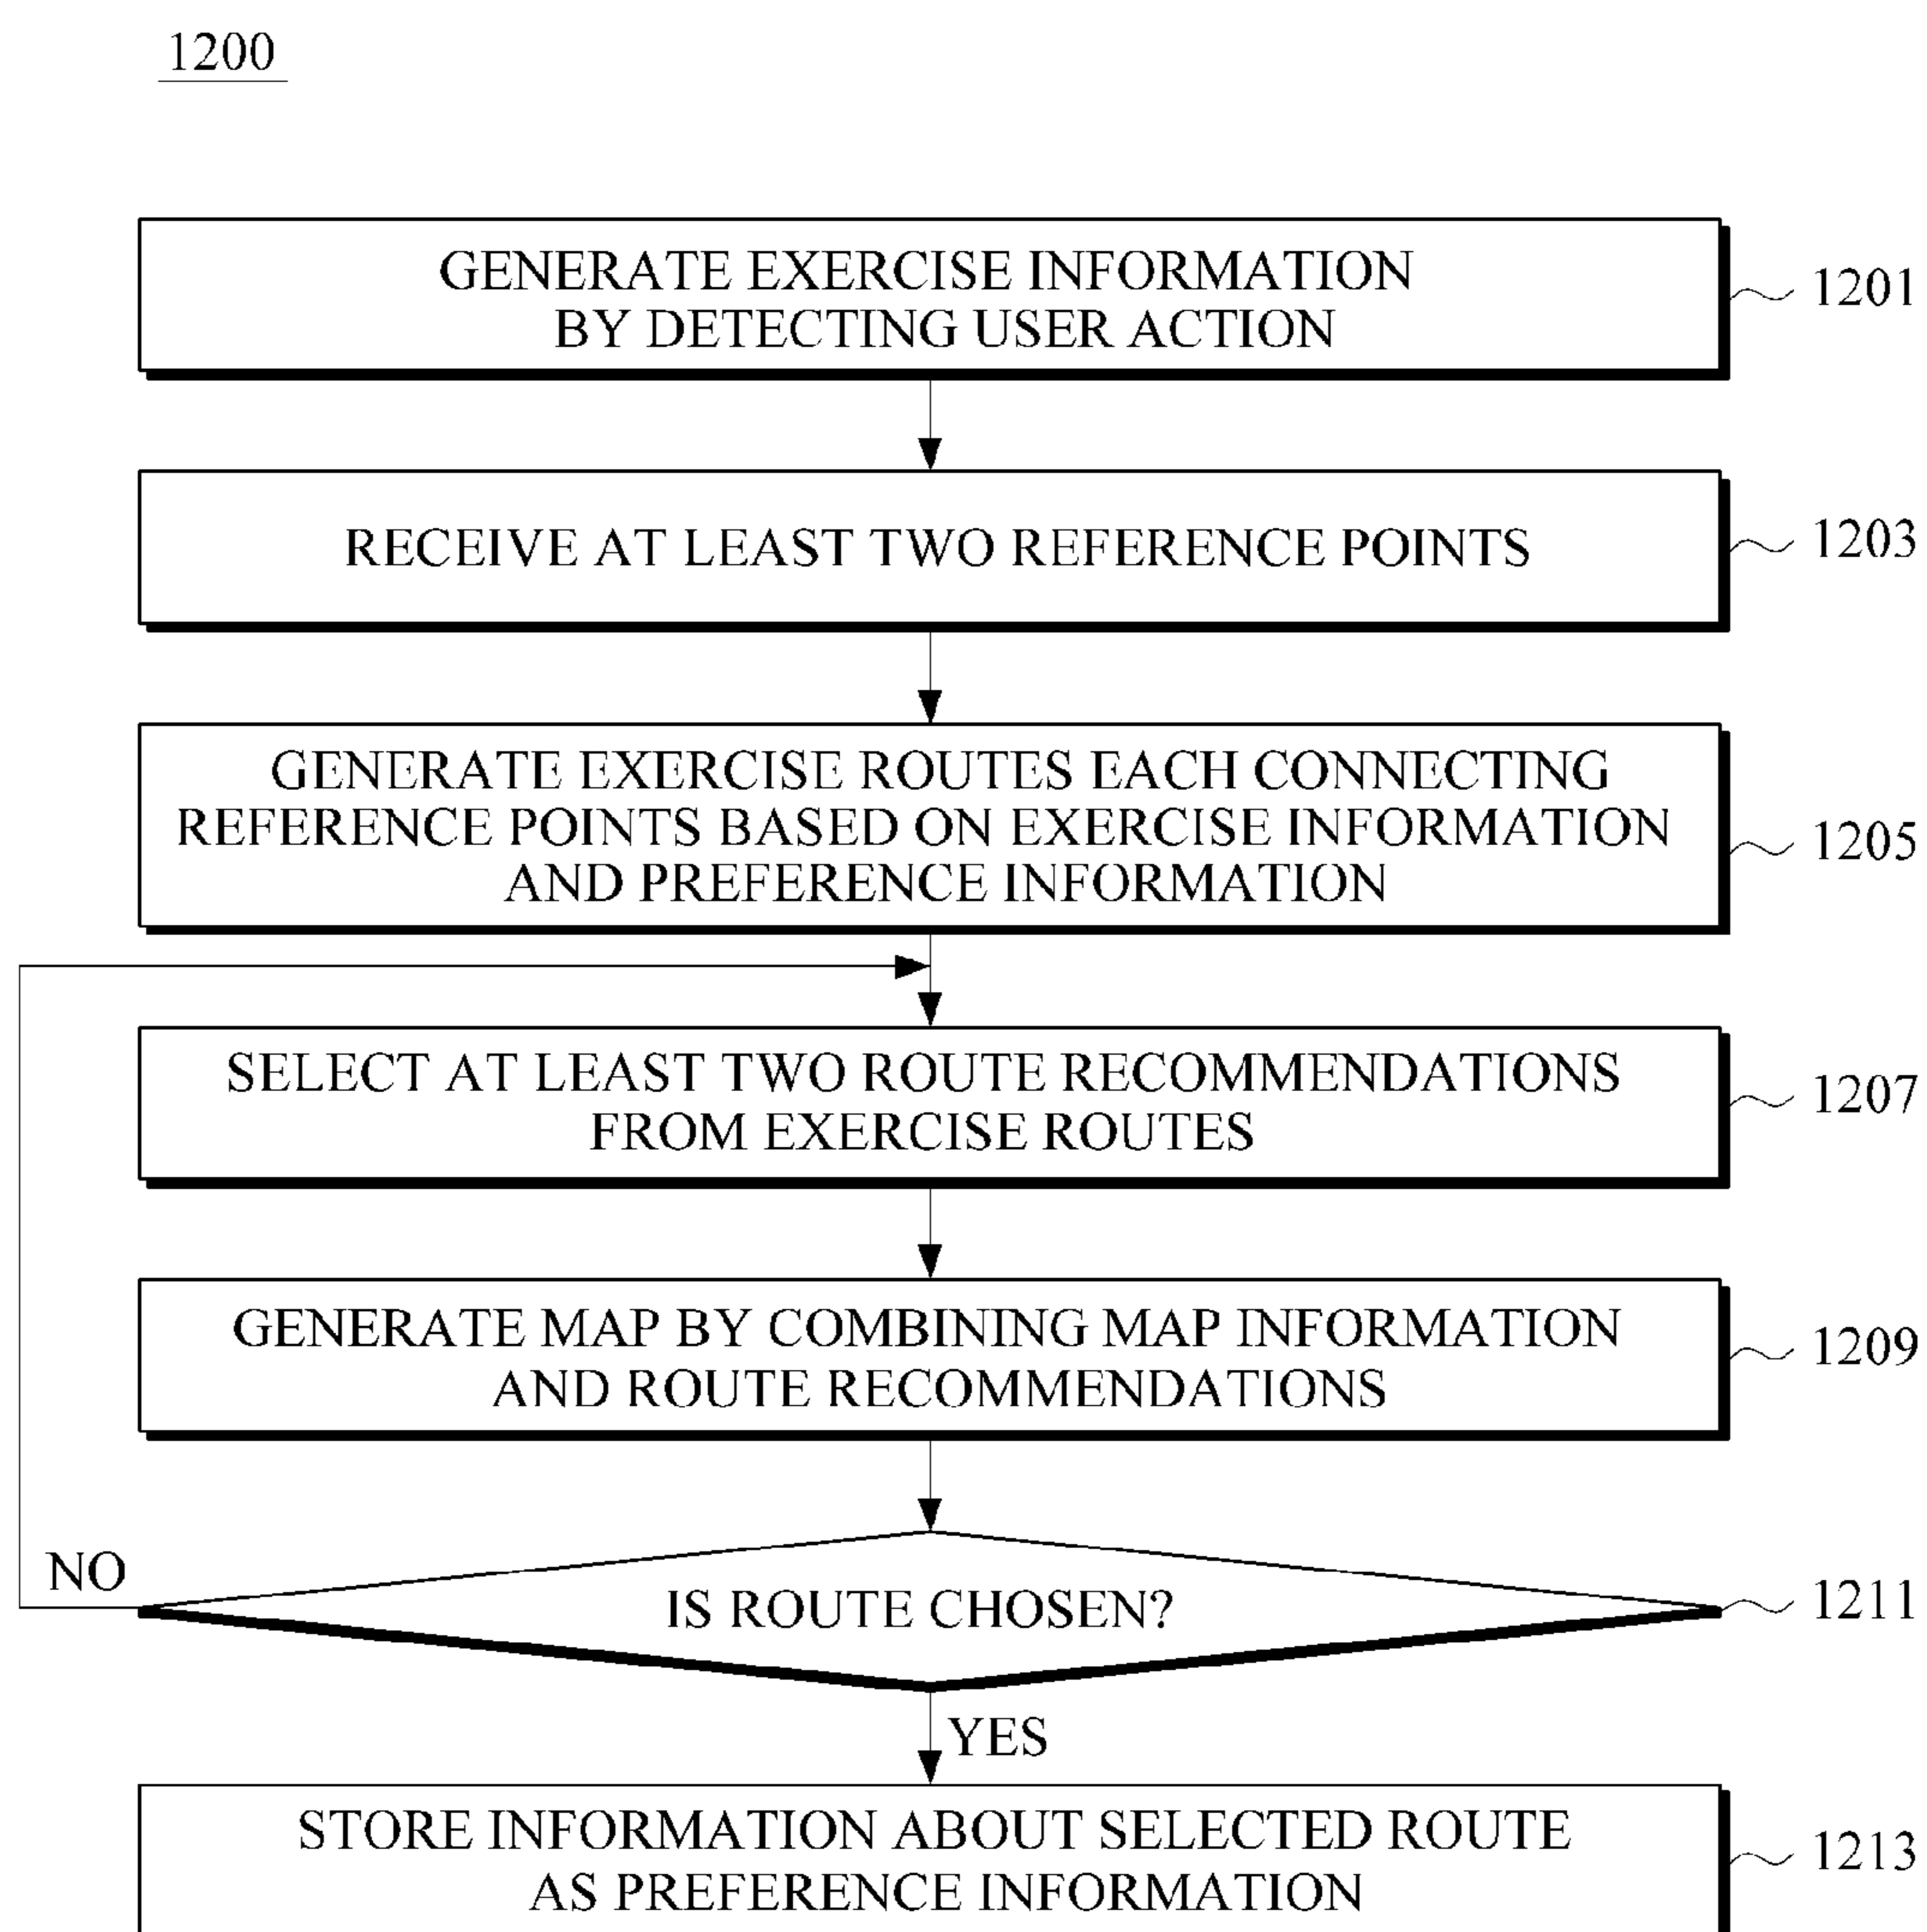 1200
GENERATE EXERCISE INFORMATION
BY DETECTING USER ACTION
1201
RECEIVE AT LEAST TWO REFERENCE POINTS
1203
GENERATE EXERCISE ROUTES EACH CONNECTING
REFERENCE POINTS BASED ON EXERCISE INFORMATION
AND PREFERENCE INFORMATION
1205
SELECT AT LEAST TWO ROUTE RECOMMENDATIONS
FROM EXERCISE ROUTES
1207
GENERATE MAP BY COMBINING MAP INFORMATION
AND ROUTE RECOMMENDATIONS
1209
NO
IS ROUTE CHOSEN?
1211
YES
STORE INFORMATION ABOUT SELECTED ROUTE
AS PREFERENCE INFORMATION
1213